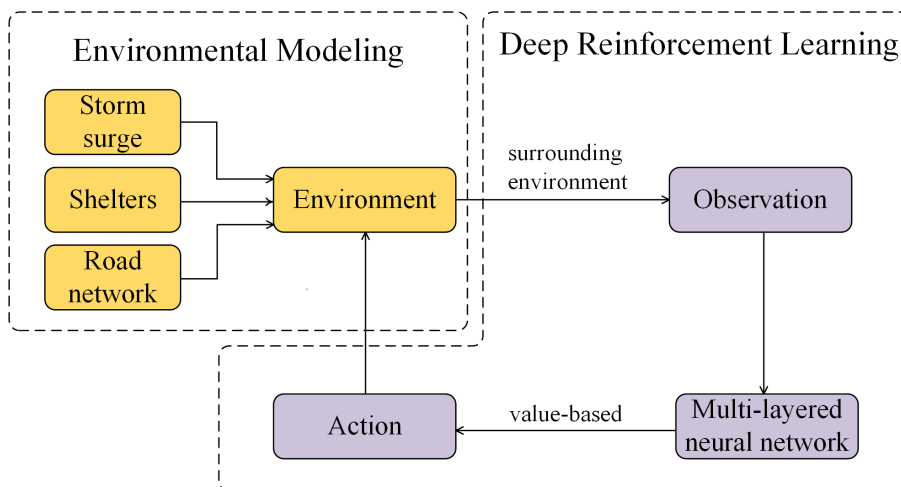 Environmental Modeling
Deep Reinforcement Learning
Storm
surge
Shelters
Road
network
Environment
surrounding
environment
Observation
Action
value-based
Multi-layered
neural network